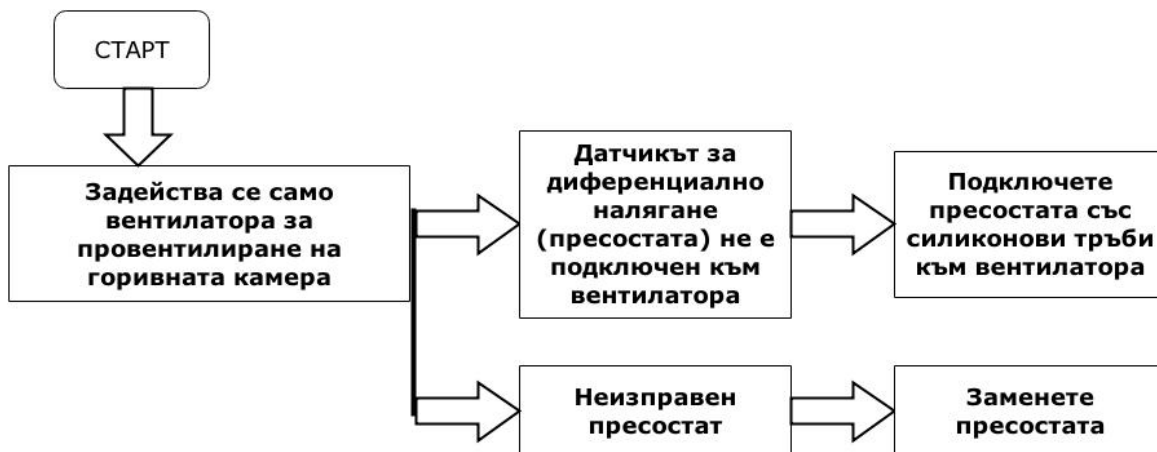 СТАРТ
Задейства се само
вентилатора за
провентилиране на
горивната камера
Датчикът за
диференциално
налягане
(пресостата) не е
подключен към
вентилатора
Подключете
пресостата със
силиконови тръби
към вентилатора
Неизправен
пресостат
Заменете
пресостата